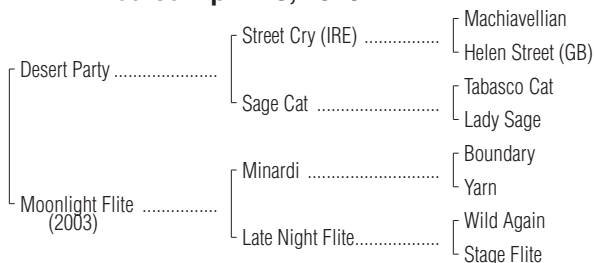 Machiavellian
Street Cry (IRE) ................
Helen Street (GB)
Desert Party ......................
Tabasco Cat
Sage Cat ..........................
Lady Sage
Boundary
Minardi ............................
Yarn
Moonlight Flite ................
(2003)
Wild Again
Late Night Flite..................
Stage Flite